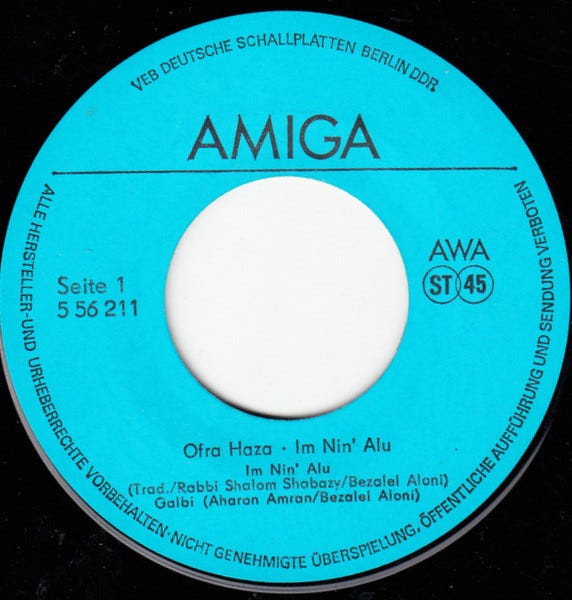 VEB DEUTSCHE SCHALLPLATTEN BERLIN DDR
AMIGA
Seite 1
5 56 211
AWA
ST 45
Ofra Haza · Im Nin' Alu
Im Nin' Alu
(Trad./Rabbi Shalom Shabazy/Bezalel Aloni)
Galbi (Aharon Amran/Bezalel Aloni)
ALLE HERSTELLER-UND URHEBERRECHTE VORBEHALTEN·NICHT GENEHMIGTE ÜBERSPIELUNG, ÖFFENTLICHE AUFFÜHRUNG UND SENDUNG VERBOTEN